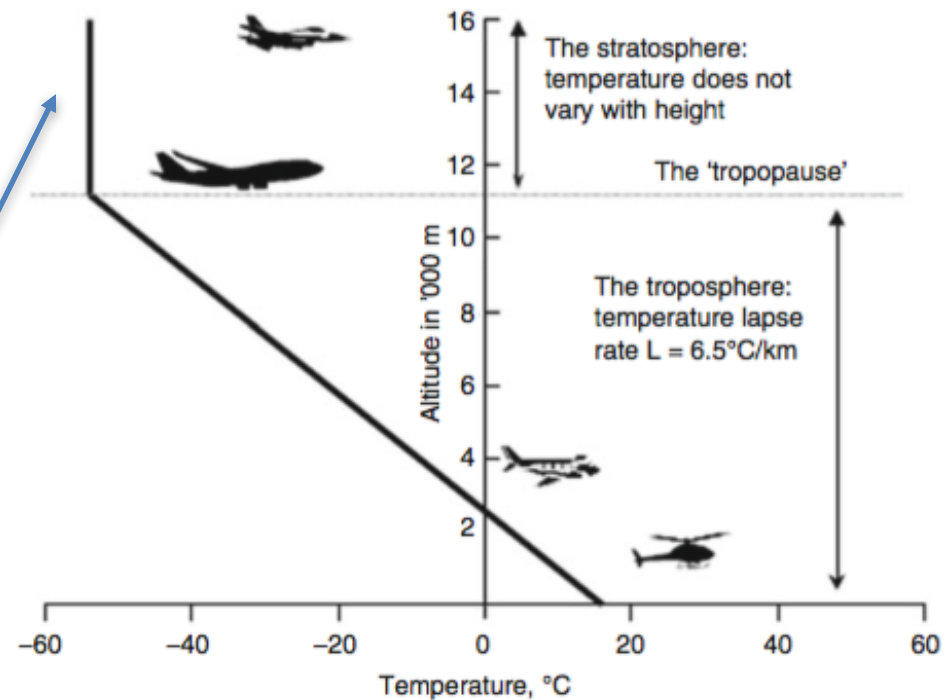 16
14
12
10
8
6
4
2
Altitude in '000 m
The stratosphere:
temperature does not
vary with height
The 'tropopause'
The troposphere:
temperature lapse
rate L = 6.5°C/km
–60
–40
–20
0
20
40
60
Temperature, °C